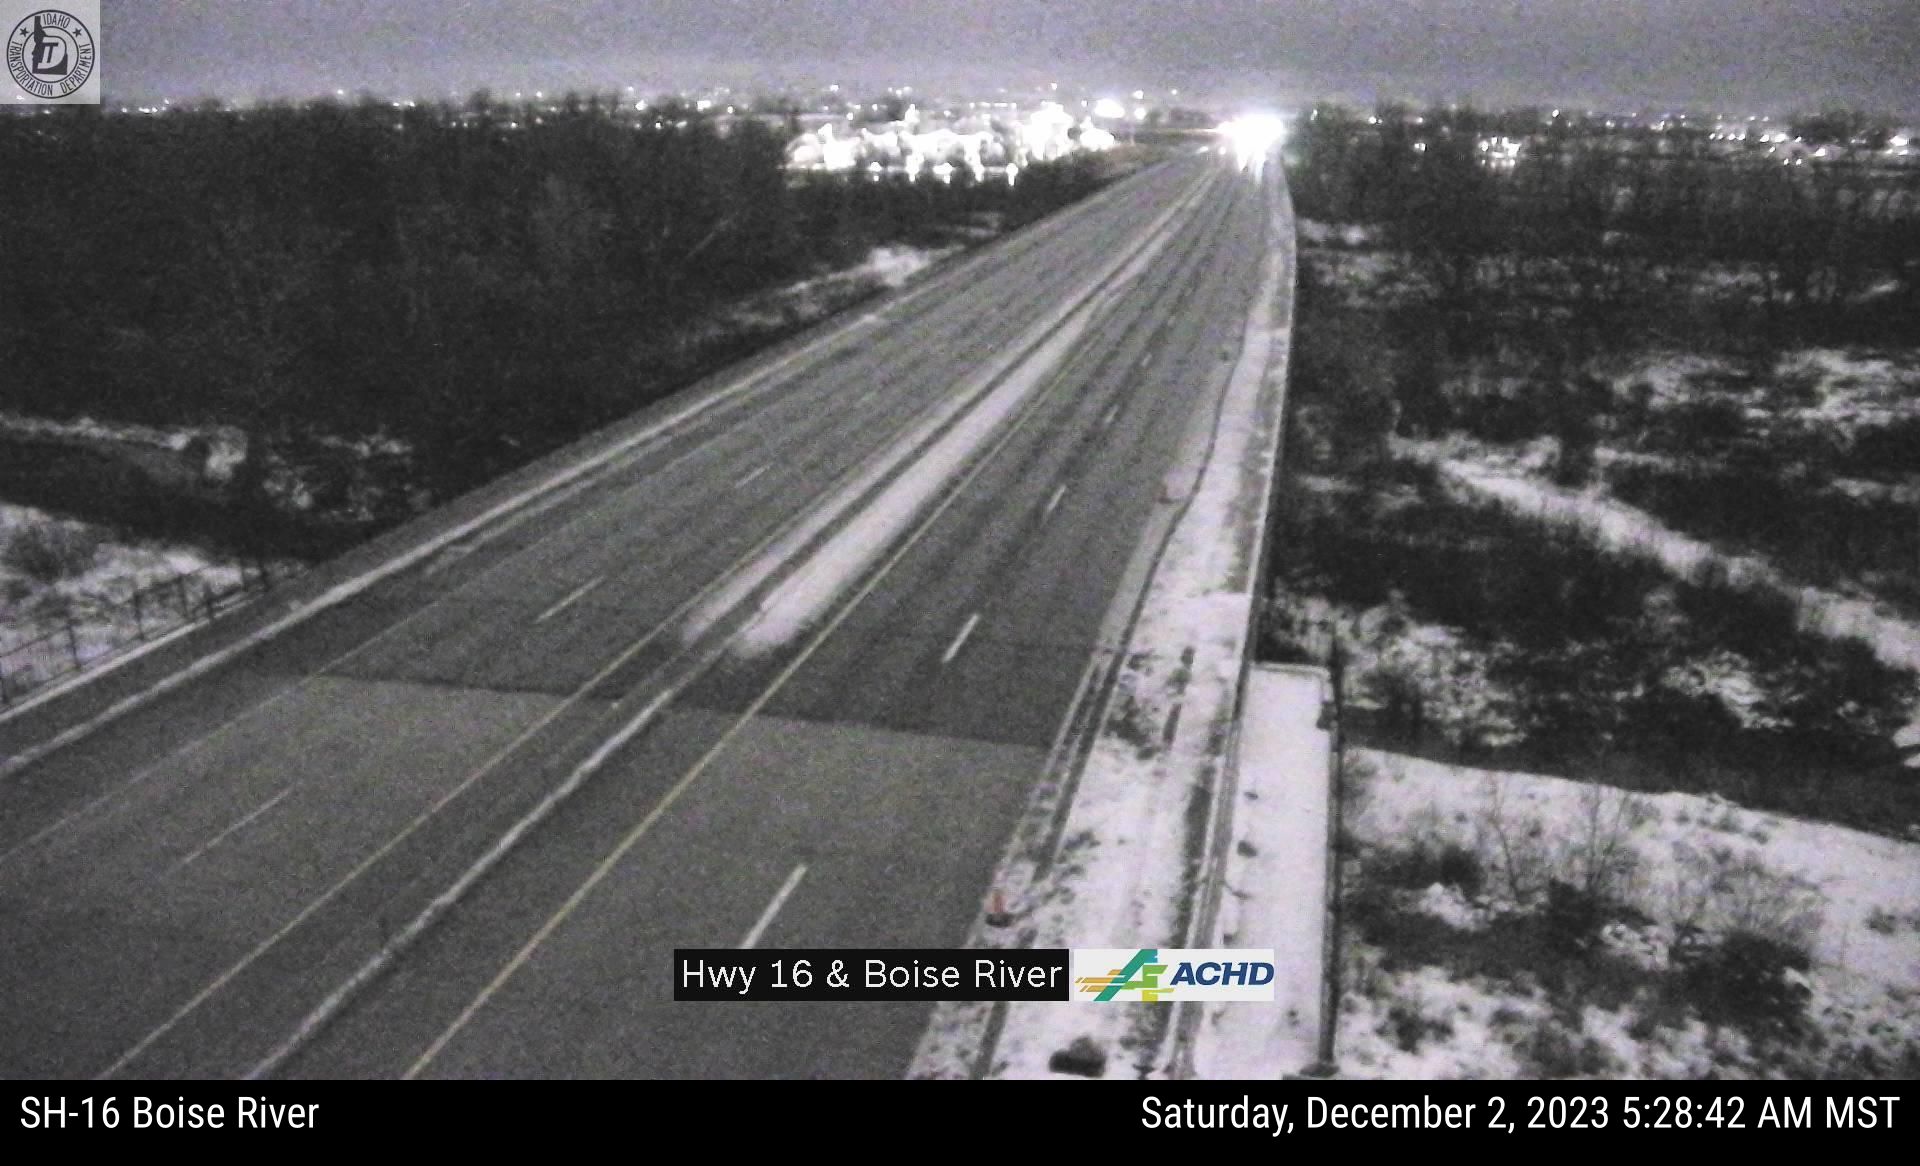 IDAHO
TRANSPORTATION DEPARTMENT
Hwy 16 & Boise River
ACHD
SH-16 Boise River
Saturday, December 2, 2023 5:28:42 AM MST